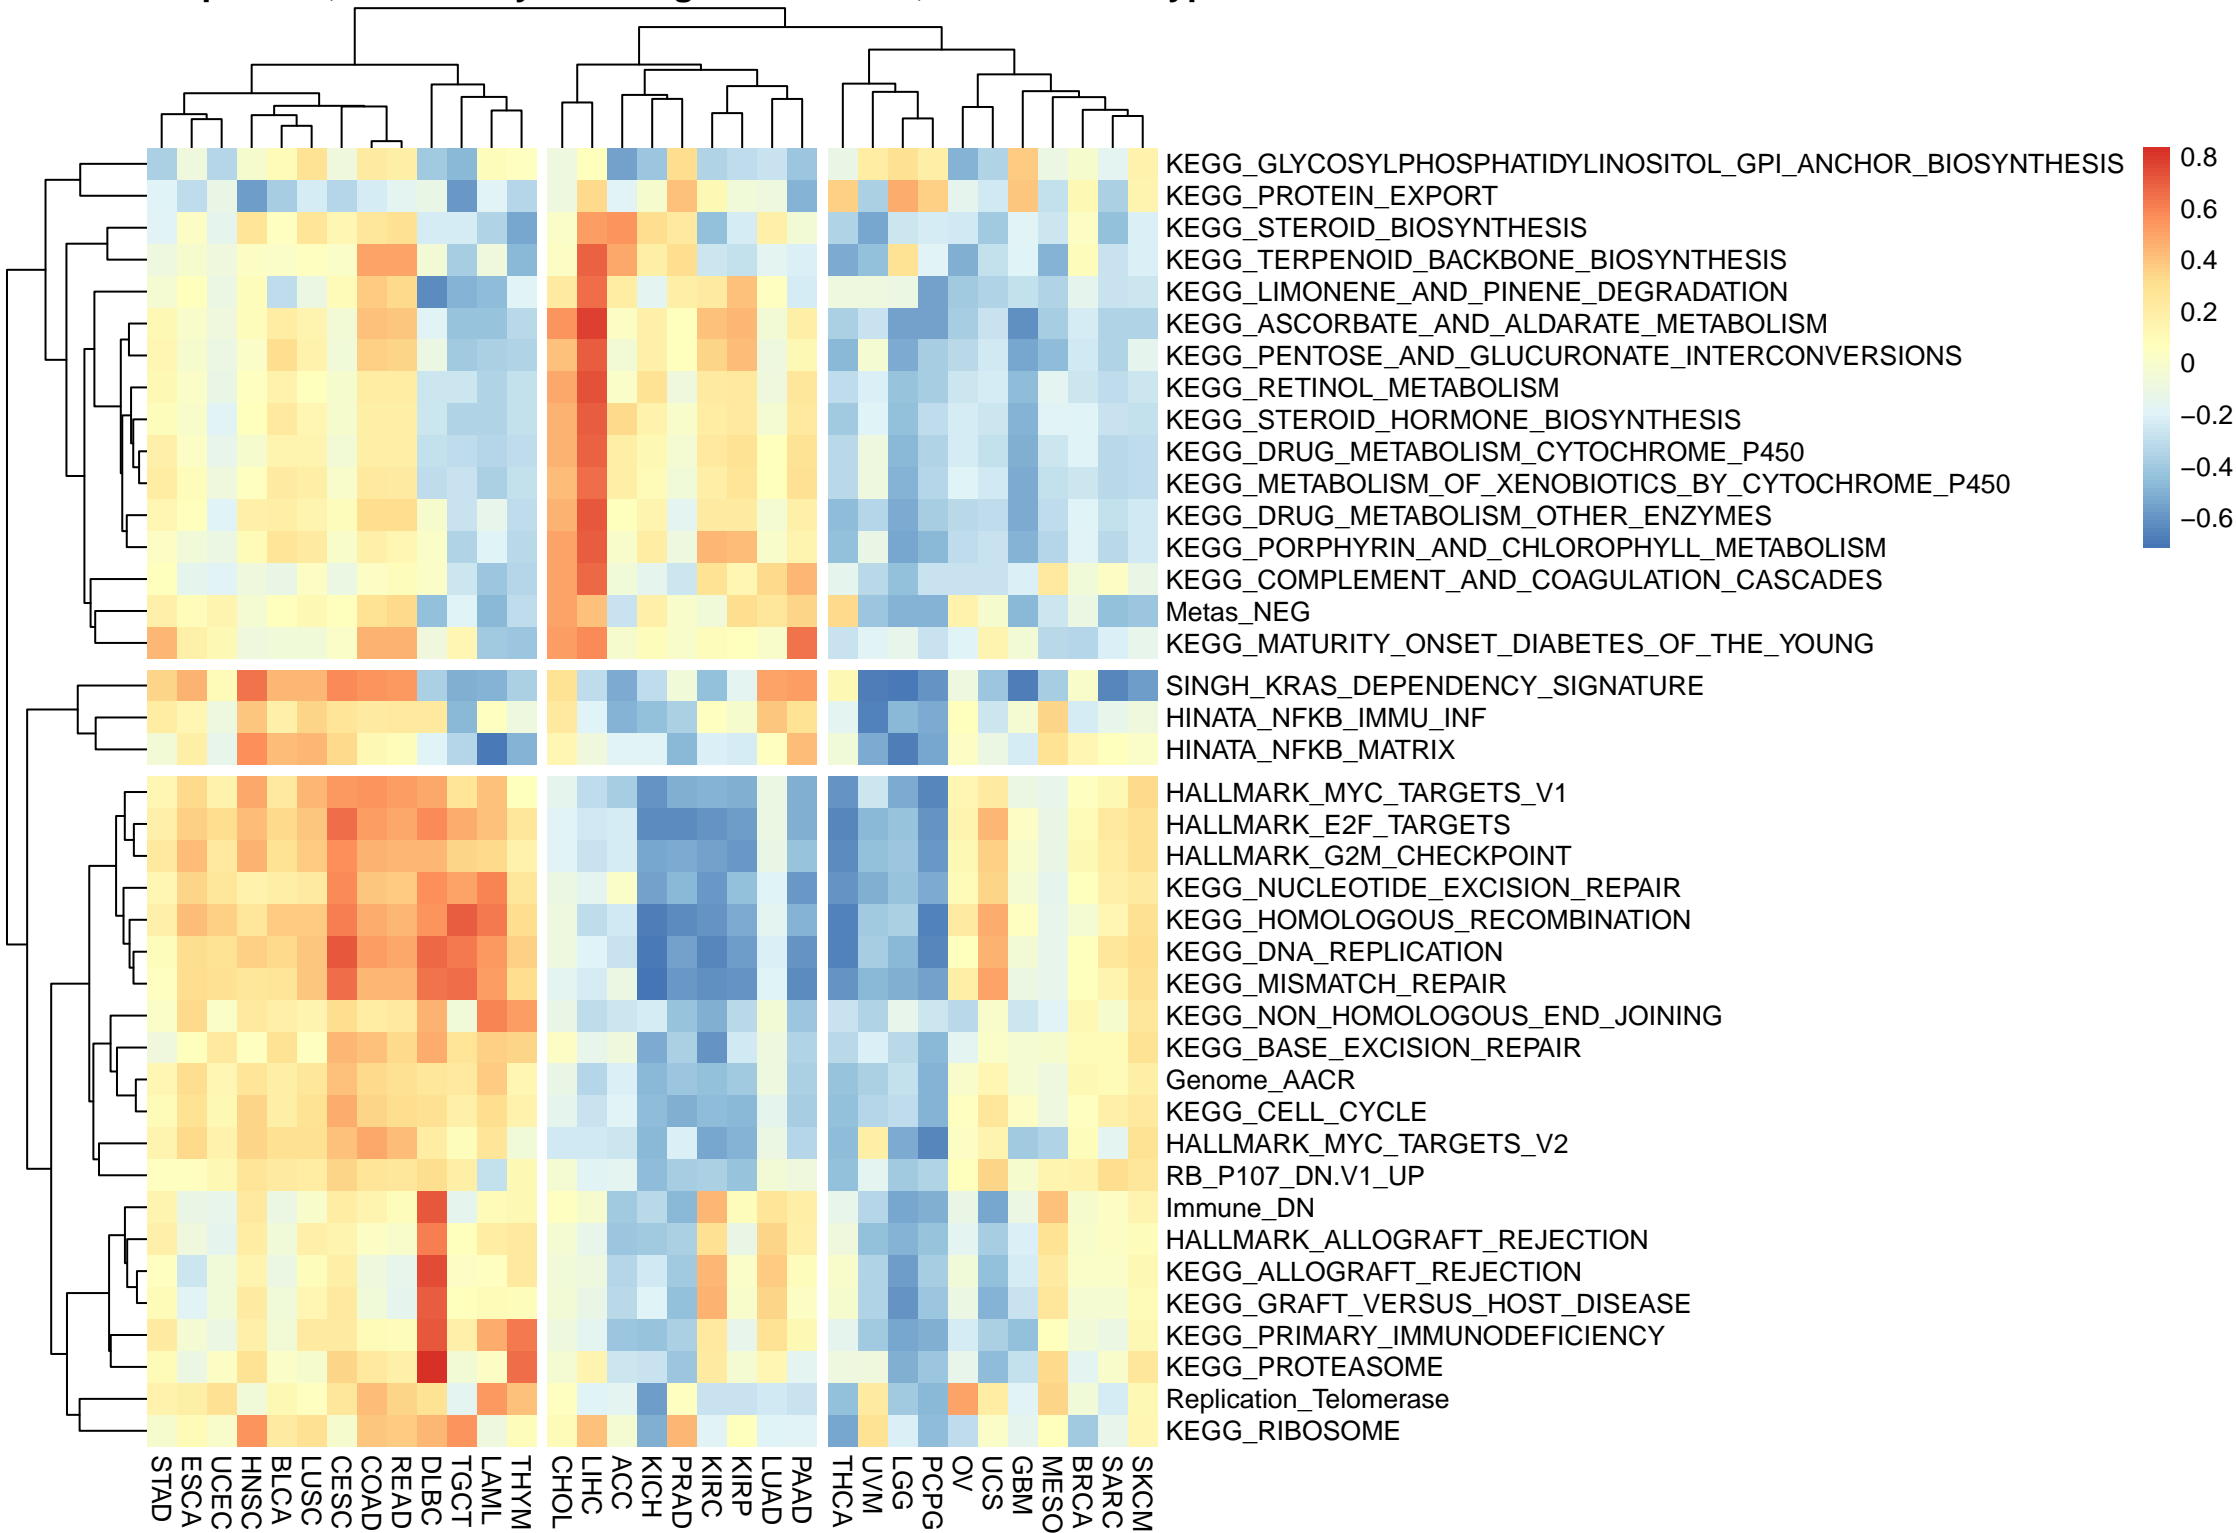 KEGG_GLYCOSYLPHOSPHATIDYLINOSITOL_GPI_ANCHOR_BIOSYNTHESIS
KEGG_PROTEIN_EXPORT
KEGG_STEROID_BIOSYNTHESIS
KEGG_TERPENOID_BACKBONE_BIOSYNTHESIS
KEGG_LIMONENE_AND_PINENE_DEGRADATION
KEGG_ASCORBATE_AND_ALDARATE_METABOLISM
KEGG_PENTOSE_AND_GLUCURONATE_INTERCONVERSIONS
KEGG_RETINOL_METABOLISM
KEGG_STEROID_HORMONE_BIOSYNTHESIS
KEGG_DRUG_METABOLISM_CYTOCHROME_P450
KEGG_METABOLISM_OF_XENOBIOTICS_BY_CYTOCHROME_P450
KEGG_DRUG_METABOLISM_OTHER_ENZYMES
KEGG_PORPHYRIN_AND_CHLOROPHYLL_METABOLISM
KEGG_COMPLEMENT_AND_COAGULATION_CASCADES
Metas_NEG
KEGG_MATURITY_ONSET_DIABETES_OF_THE_YOUNG
SINGH_KRAS_DEPENDENCY_SIGNATURE
HINATA_NFKB_IMMU_INF
HINATA_NFKB_MATRIX
HALLMARK_MYC_TARGETS_V1
HALLMARK_E2F_TARGETS
HALLMARK_G2M_CHECKPOINT
KEGG_NUCLEOTIDE_EXCISION_REPAIR
KEGG_HOMOLOGOUS_RECOMBINATION
KEGG_DNA_REPLICATION
KEGG_MISMATCH_REPAIR
KEGG_NON_HOMOLOGOUS_END_JOINING
KEGG_BASE_EXCISION_REPAIR
Genome_AACR
KEGG_CELL_CYCLE
HALLMARK_MYC_TARGETS_V2
RB_P107_DN.V1_UP
Immune_DN
HALLMARK_ALLOGRAFT_REJECTION
KEGG_ALLOGRAFT_REJECTION
KEGG_GRAFT_VERSUS_HOST_DISEASE
KEGG_PRIMARY_IMMUNODEFICIENCY
KEGG_PROTEASOME
Replication_Telomerase
KEGG_RIBOSOME
0.8
0.6
0.4
0.2
0
−0.2
−0.4
−0.6
STAD
ESCA
UCEC
HNSC
BLCA
LUSC
CESC
COAD
READ
DLBC
TGCT
LAML
THYM
CHOL
LIHC
ACC
KICH
PRAD
KIRC
KIRP
LUAD
PAAD
THCA
UVM
LGG
PCPG
OV
UCS
GBM
MESO
BRCA
SARC
SKCM